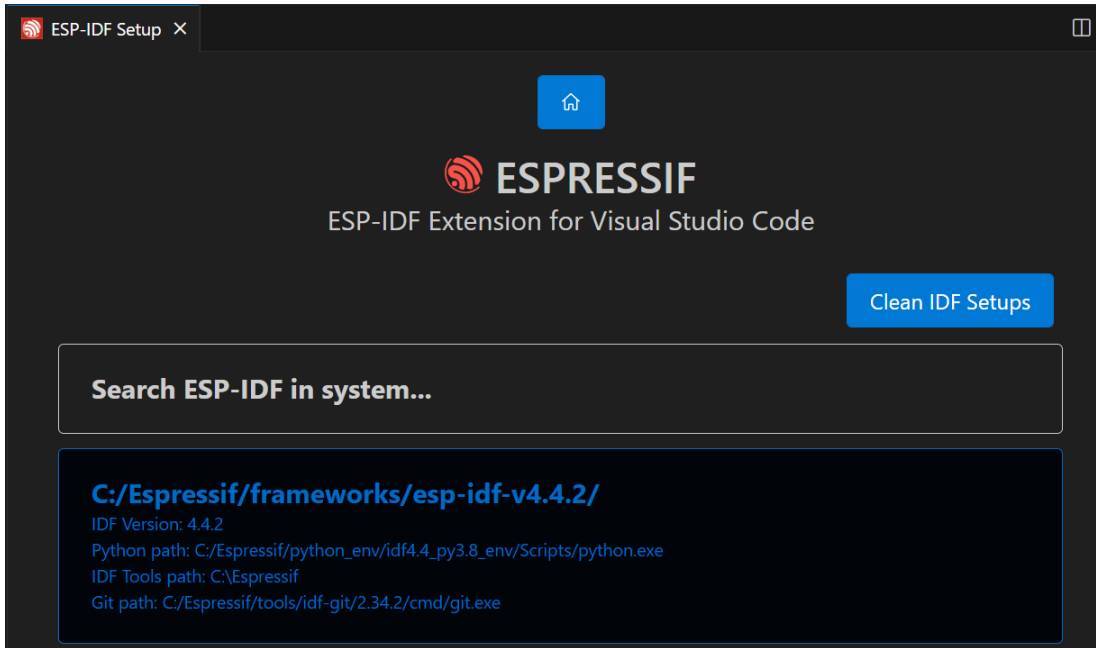 ESP-IDF Setup
ESPRESSIF
ESP-IDF Extension for Visual Studio Code
Clean IDF Setups
Search ESP-IDF in system...
C:/Espressif/frameworks/esp-idf-v4.4.2/
IDF Version: 4.4.2
Python path: C:/Espressif/python_env/idf4.4_py3.8_env/Scripts/python.exe
IDF Tools path: C:\Espressif
Git path: C:/Espressif/tools/idf-git/2.34.2/cmd/git.exe